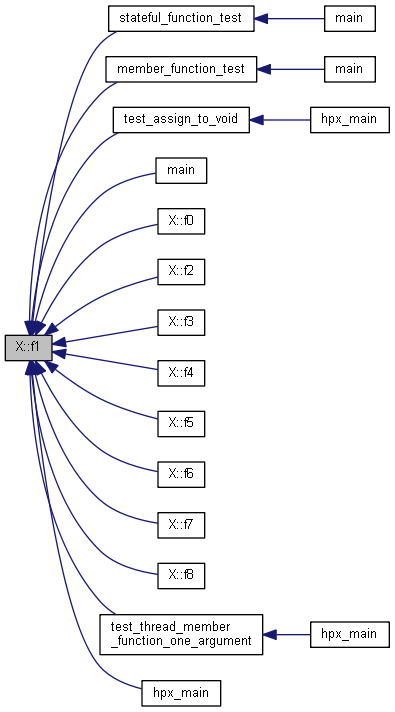 stateful_function_test
main
member_function_test
main
test_assign_to_void
hpx_main
main
X::f0
X::f2
X::f3
X::f1
X::f4
X::f5
X::f6
X::f7
X::f8
test_thread_member
_function_one_argument
hpx_main
hpx_main